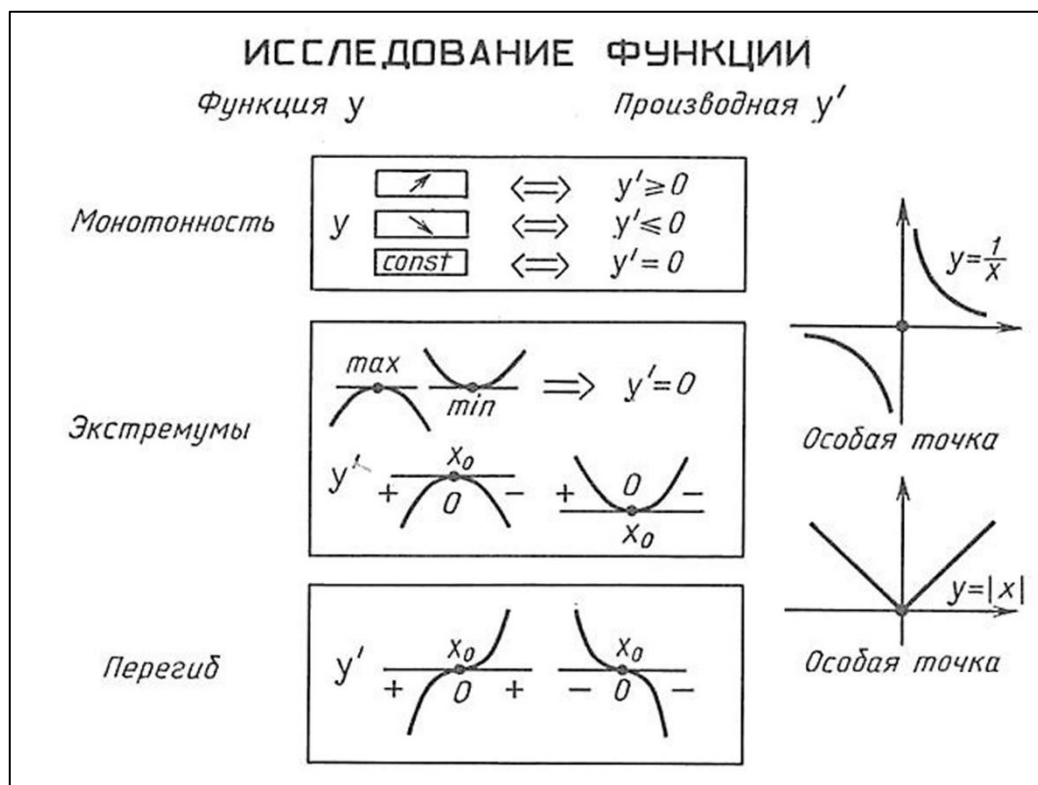 ИССЛЕДОВАНИЕ ФУНКЦИИ
Функция y
Производная y'
Монотонность
y
⟺ y' ≥ 0
⟺ y' ≤ 0
const ⟺ y' = 0
Экстремумы
max
min
⟹ y' = 0
y'
+ x₀ 0 −
+ 0 − x₀
Перегиб
y'
+ x₀ 0 +
− x₀ 0 −
y = 1/x
Особая точка
y = |x|
Особая точка